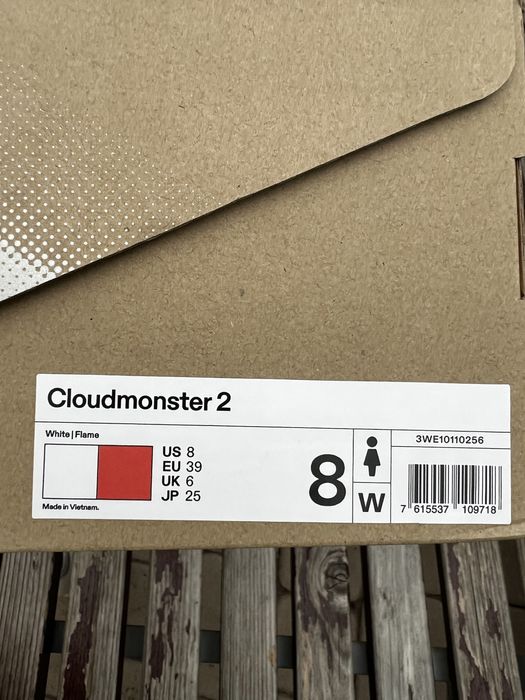 Cloudmonster 2
White|Flame
US 8
EU 39
UK 6
JP 25
Made in Vietnam.
8
W
3WE10110256
7 615537 109718